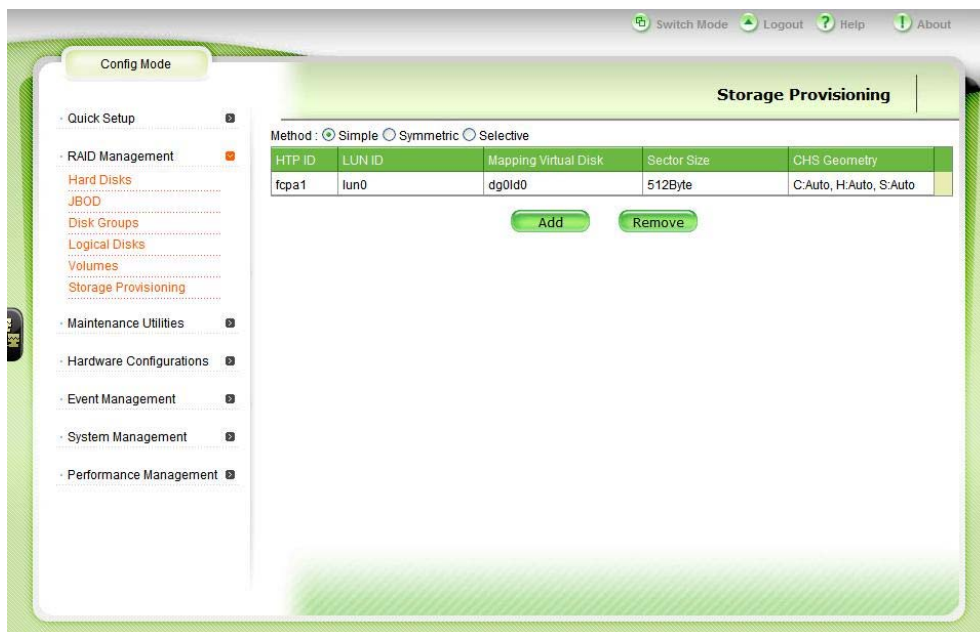 Switch Mode Logout Help About
Config Mode
Storage Provisioning
Quick Setup
RAID Management
Hard Disks
JBOD
Disk Groups
Logical Disks
Volumes
Storage Provisioning
Maintenance Utilities
Hardware Configurations
Event Management
System Management
Performance Management
Method : Simple Symmetric Selective
HTP ID LUN ID Mapping Virtual Disk Sector Size CHS Geometry
fcpa1 lun0 dg0ld0 512Byte C:Auto, H:Auto, S:Auto
Add Remove